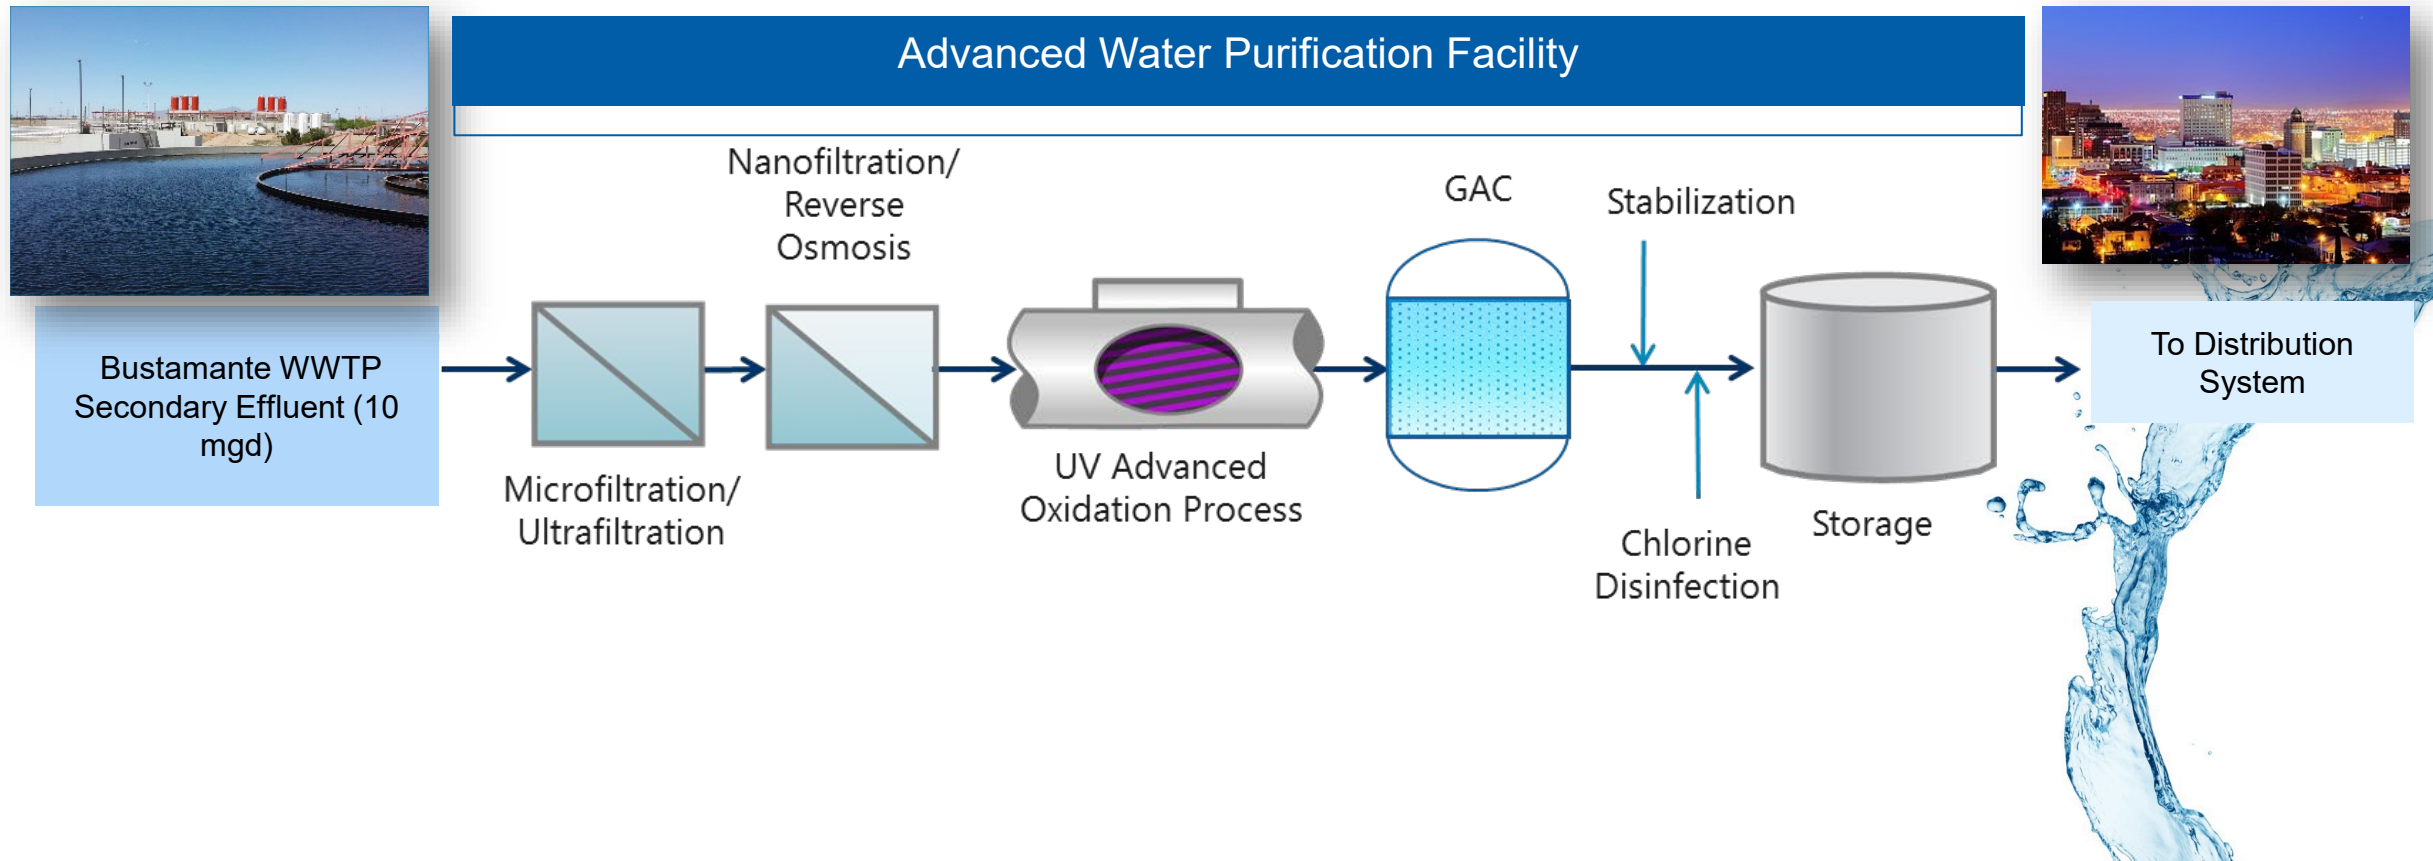 Advanced Water Purification Facility
Bustamante WWTP
Secondary Effluent (10
mgd)
Microfiltration/
Ultrafiltration
Nanofiltration/
Reverse
Osmosis
UV Advanced
Oxidation Process
GAC
Stabilization
Chlorine
Disinfection
Storage
To Distribution
System